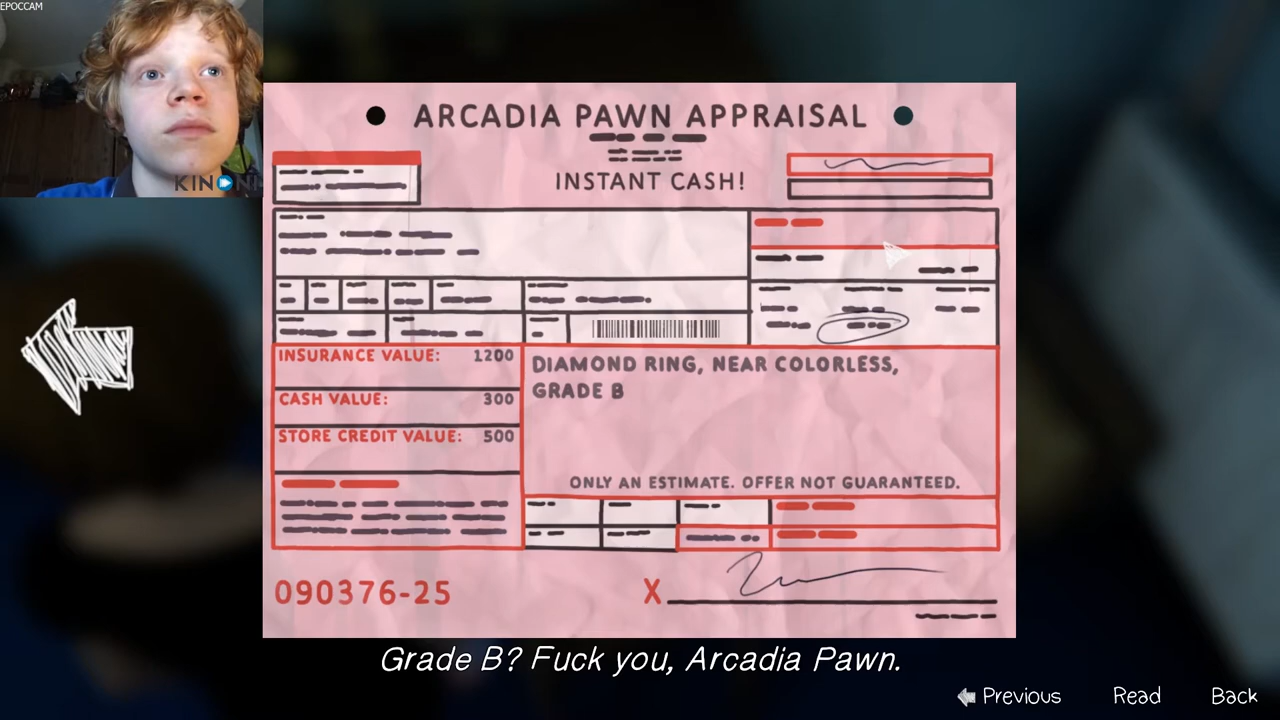 EPOCCAM
KINONI
ARCADIA PAWN APPRAISAL
INSTANT CASH!
INSURANCE VALUE: 1200
CASH VALUE: 300
STORE CREDIT VALUE: 500
DIAMOND RING, NEAR COLORLESS,
GRADE B
ONLY AN ESTIMATE. OFFER NOT GUARANTEED.
090376-25
X
Grade B? Fuck you, Arcadia Pawn.
Previous Read Back